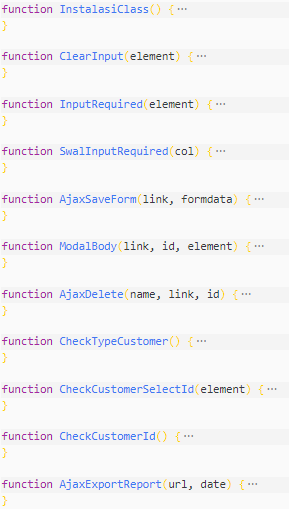 function InstalasiClass() {···
}
function ClearInput(element) {···
}
function InputRequired(element) {···
}
function SwalInputRequired(col) {···
}
function AjaxSaveForm(link, formdata) {···
}
function ModalBody(link, id, element) {···
}
function AjaxDelete(name, link, id) {···
}
function CheckTypeCustomer() {···
}
function CheckCustomerSelectId(element) {···
}
function CheckCustomerId() {···
}
function AjaxExportReport(url, date) {···
}